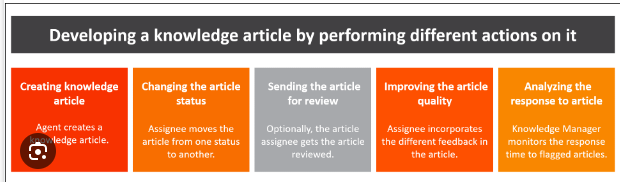 Developing a knowledge article by performing different actions on it
Creating knowledge
article
Agent creates a
knowledge article.
Changing the article
status
Assignee moves the
article from one status
to another.
Sending the article
for review
Optionally, the article
assignee gets the article
reviewed.
Improving the article
quality
Assignee incorporates
the different feedback in
the article.
Analyzing the
response to article
Knowledge Manager
monitors the response
time to flagged articles.